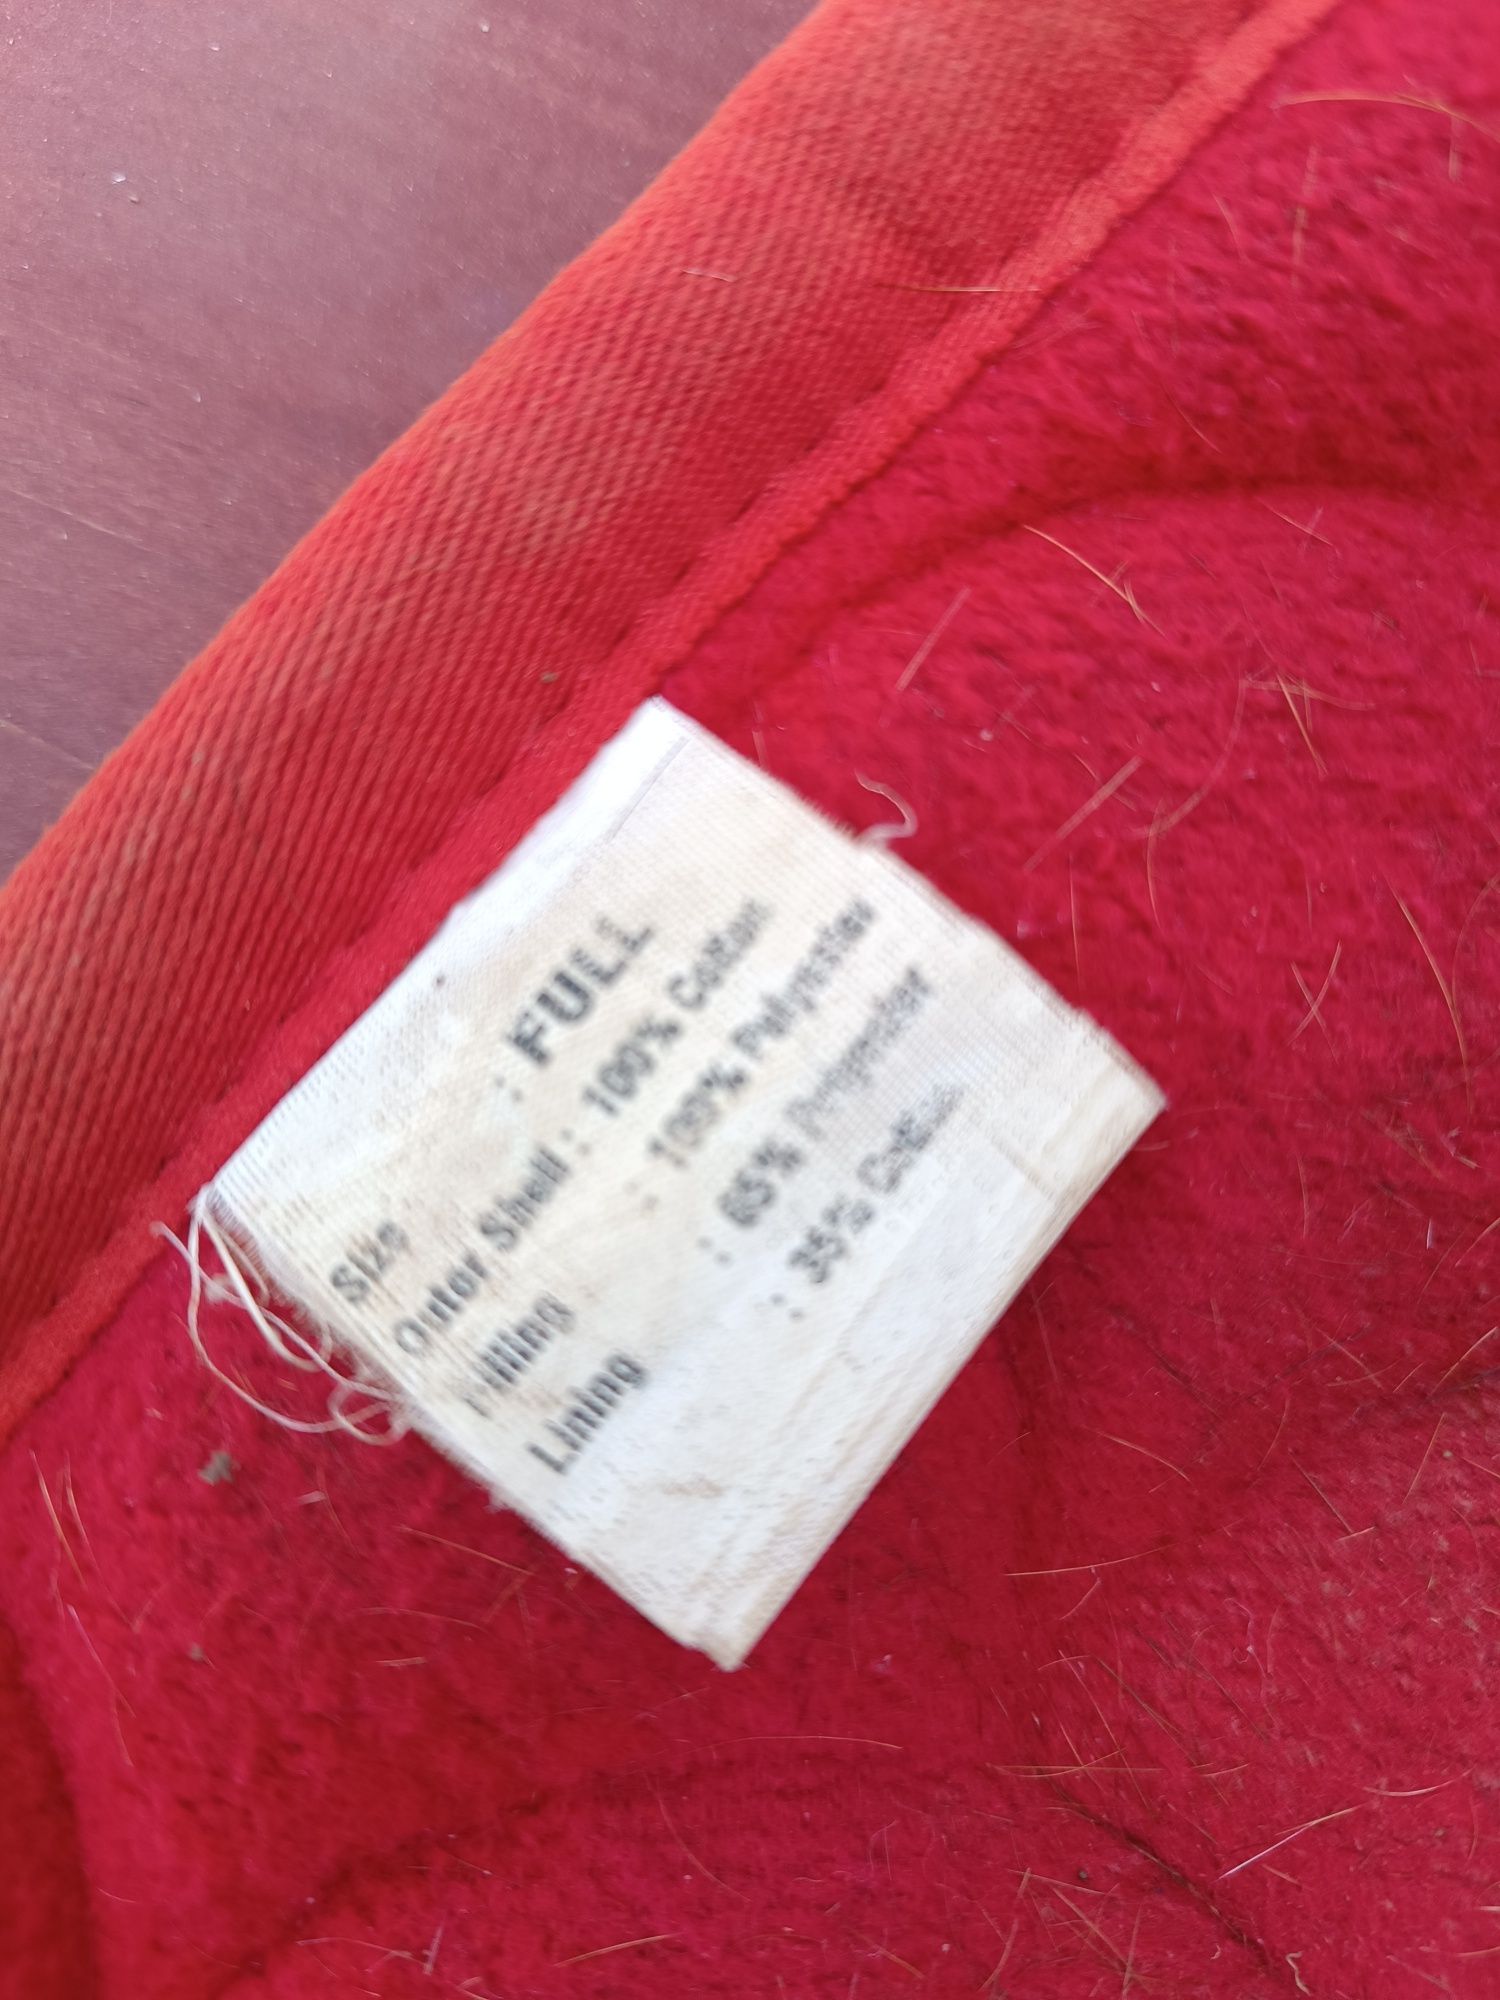 Size : FULL
Outer Shell : 100% Cotton
Filling : 100% Polyester
Lining : 65% Polyester
: 35% Cotton